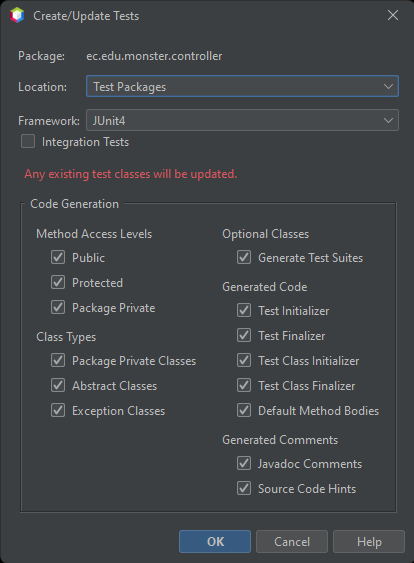 Create/Update Tests
Package: ec.edu.monster.controller
Location: Test Packages
Framework: JUnit4
Integration Tests
Any existing test classes will be updated.
Code Generation
Method Access Levels
Public
Protected
Package Private
Class Types
Package Private Classes
Abstract Classes
Exception Classes
Optional Classes
Generate Test Suites
Generated Code
Test Initializer
Test Finalizer
Test Class Initializer
Test Class Finalizer
Default Method Bodies
Generated Comments
Javadoc Comments
Source Code Hints
OK Cancel Help